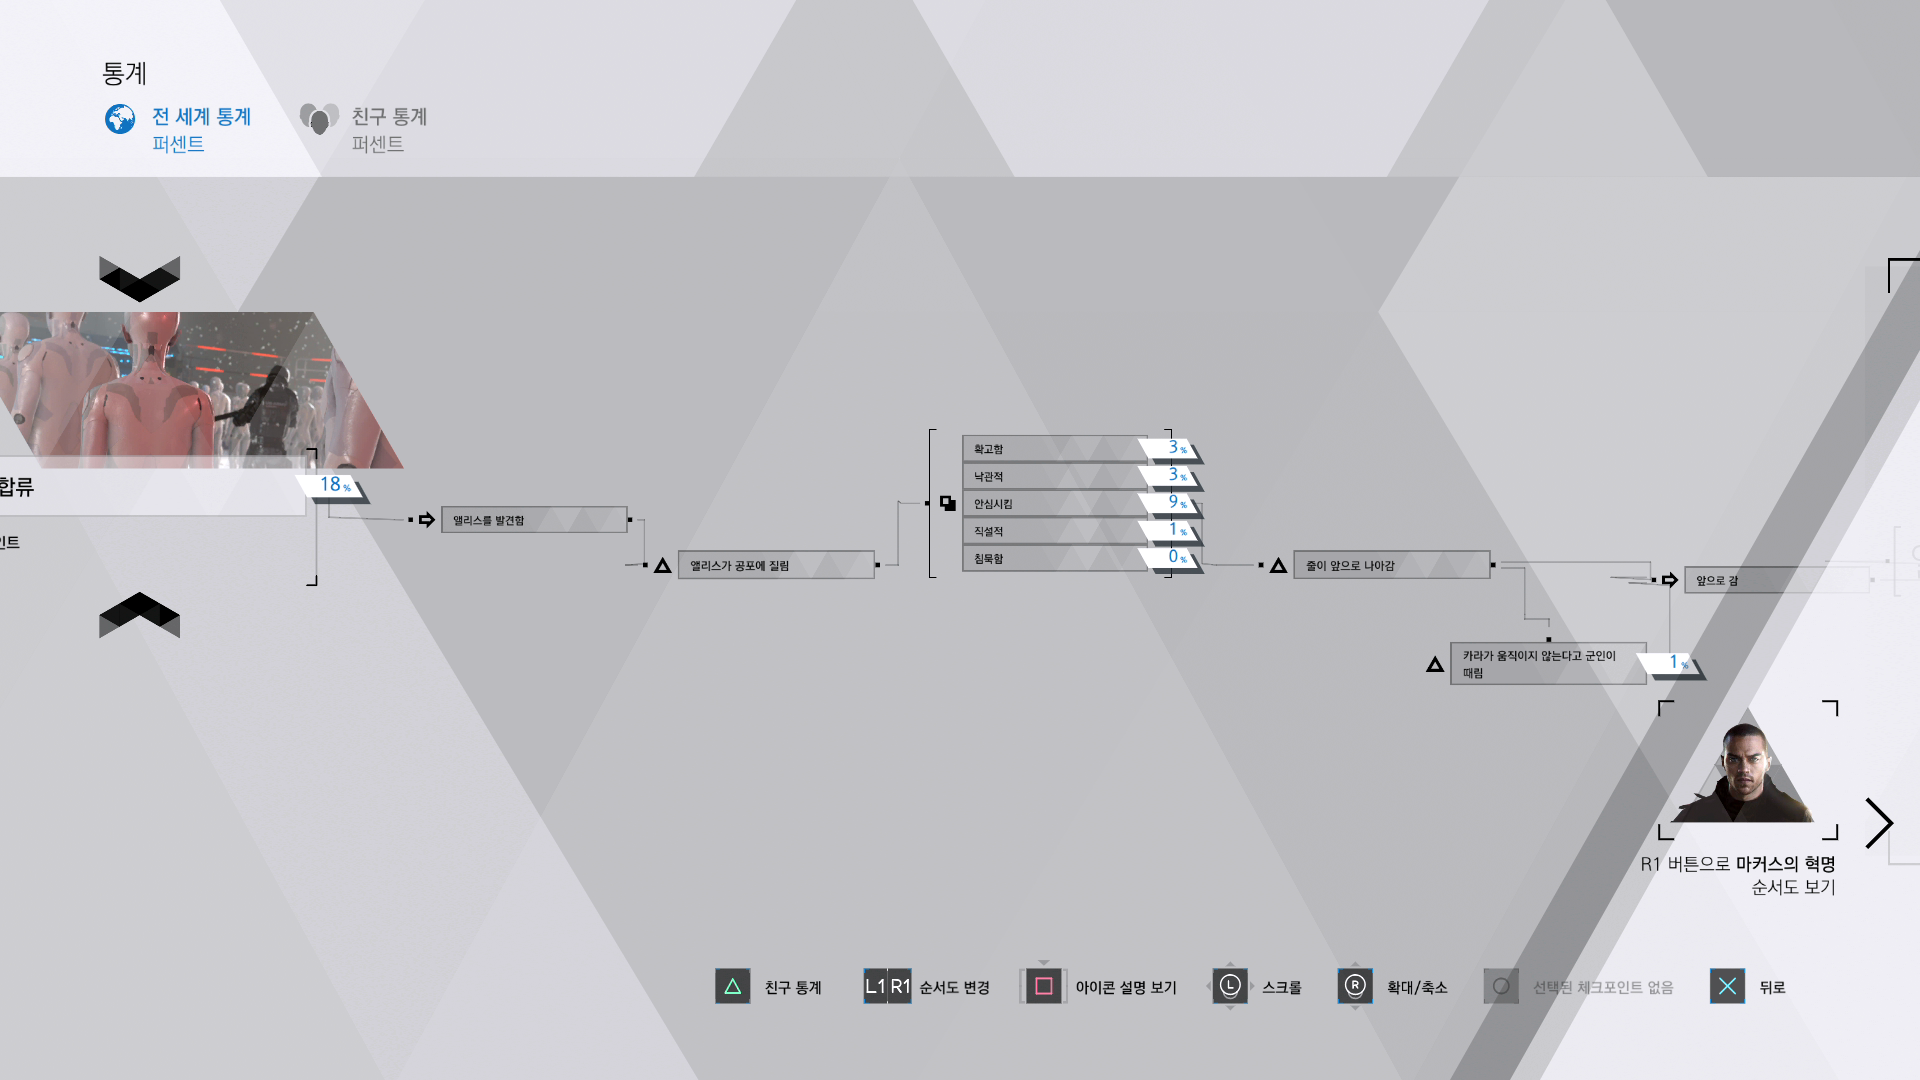 통계
전 세계 통계
퍼센트
친구 통계
퍼센트
합류
18%
인트
앨리스를 발견함
앨리스가 공포에 질림
확고함 3%
낙관적 3%
안심시킴 9%
직설적 1%
침묵함 0%
줄이 앞으로 나아감
앞으로 감
카라가 움직이지 않는다고 군인이
때림
1%
R1 버튼으로 마커스의 혁명
순서도 보기
친구 통계
L1 R1 순서도 변경
아이콘 설명 보기
L 스크롤
R 확대/축소
선택된 체크포인트 없음
뒤로